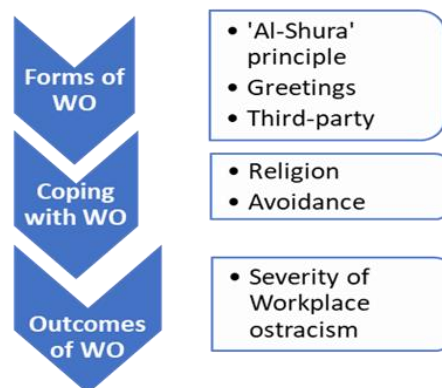 Forms of
WO
• 'Al-Shura'
principle
• Greetings
• Third-party
Coping
with WO
• Religion
• Avoidance
Outcomes
of WO
• Severity of
Workplace
ostracism